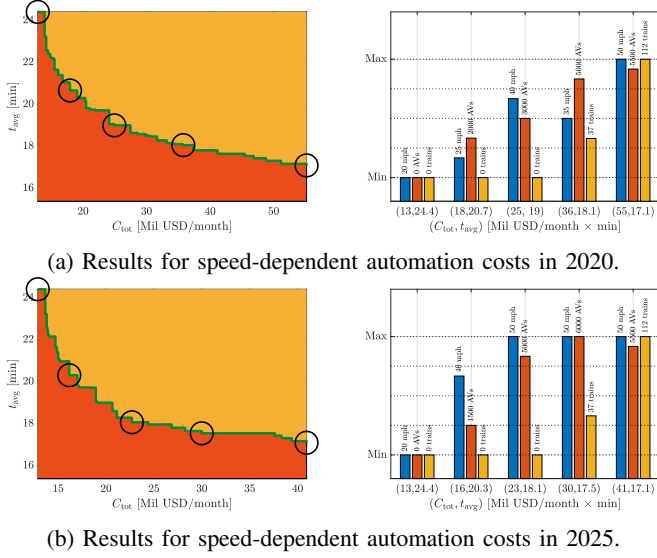 24
22
20
18
16
t_avg [min]
20
30
40
50
C_tot [Mil USD/month]
Max
Min
20 mph
0 AVs
0 trains
25 mph
2000 AVs
0 trains
40 mph
3000 AVs
0 trains
35 mph
5000 AVs
37 trains
50 mph
5500 AVs
112 trains
(13,24.4)
(18,20.7)
(25, 19)
(36,18.1)
(55,17.1)
(C_tot, t_avg) [Mil USD/month × min]
(a) Results for speed-dependent automation costs in 2020.
24
22
20
18
16
t_avg [min]
15
20
25
30
35
40
C_tot [Mil USD/month]
Max
Min
20 mph
0 AVs
0 trains
40 mph
1500 AVs
0 trains
50 mph
5000 AVs
0 trains
50 mph
6000 AVs
37 trains
50 mph
5500 AVs
112 trains
(13,24.4)
(16,20.3)
(23,18.1)
(30,17.5)
(41,17.1)
(C_tot, t_avg) [Mil USD/month × min]
(b) Results for speed-dependent automation costs in 2025.